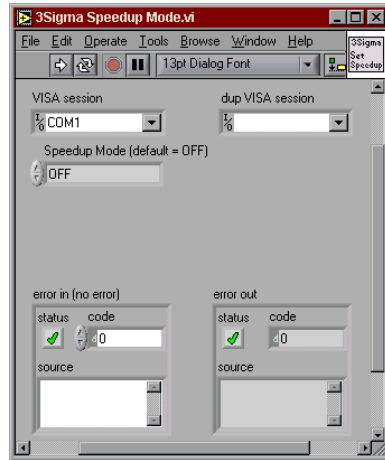 3Sigma Speedup Mode.vi
File Edit Operate Tools Browse Window Help
13pt Dialog Font
3Sigma
Set
Speedup
VISA session
dup VISA session
I/O COM1
I/O
Speedup Mode (default = OFF)
OFF
error in (no error)
error out
status code
status code
d 0
d 0
source
source